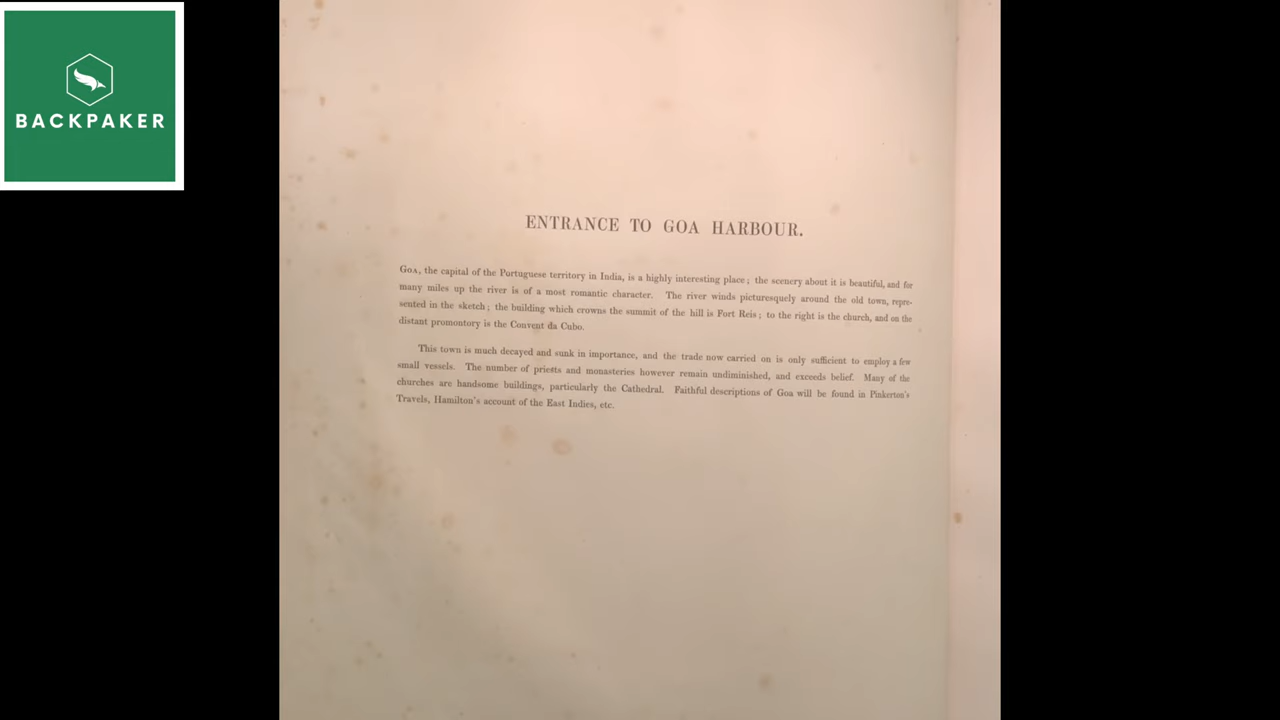 BACKPAKER
ENTRANCE TO GOA HARBOUR.
GOA, the capital of the Portuguese territory in India, is a highly interesting place; the scenery about it is beautiful, and for
many miles up the river is of a most romantic character. The river winds picturesquely around the old town, repre-
sented in the sketch; the building which crowns the summit of the hill is Fort Reis; to the right is the church, and on the
distant promontory is the Convent da Cubo.
This town is much decayed and sunk in importance, and the trade now carried on is only sufficient to employ a few
small vessels. The number of priests and monasteries however remain undiminished, and exceeds belief. Many of the
churches are handsome buildings, particularly the Cathedral. Faithful descriptions of Goa will be found in Pinkerton's
Travels, Hamilton's account of the East Indies, etc.